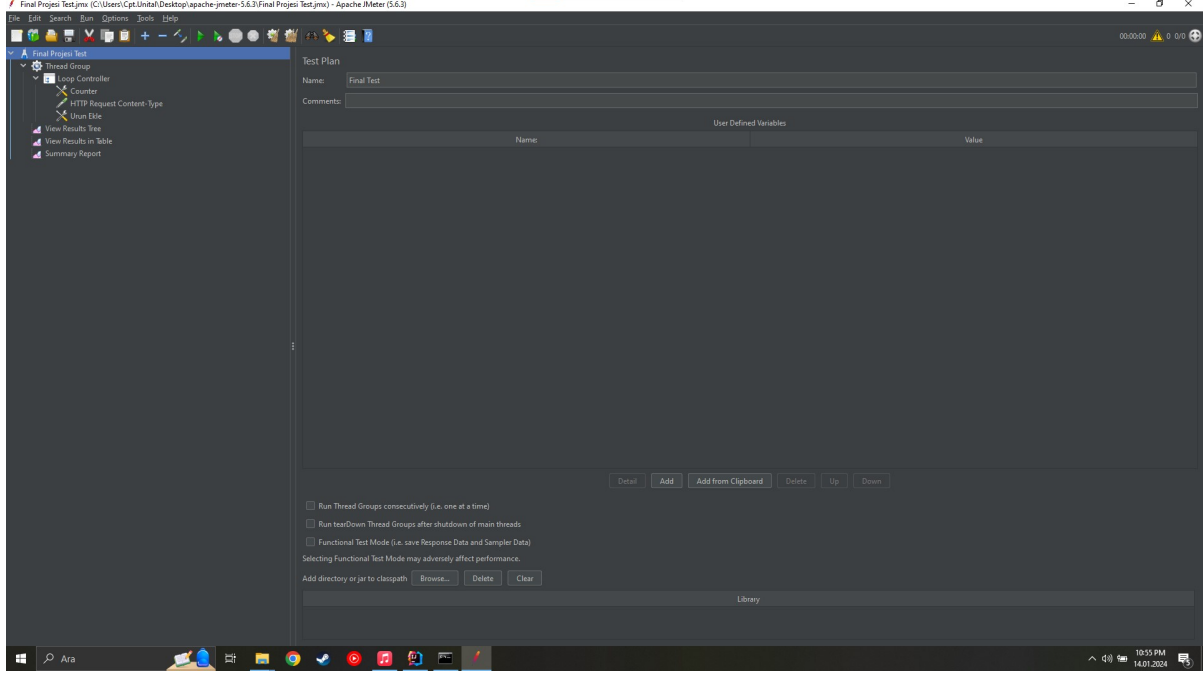 Final Projesi Test.jmx (C:\Users\Cpt.Unital\Desktop\apache-jmeter-5.6.3\Final Projesi Test.jmx) - Apache JMeter (5.6.3)
File Edit Search Run Options Tools Help
00:00:00 0 0/0
Final Projesi Test
Thread Group
Loop Controller
Counter
HTTP Request Content-Type
Urun Ekle
View Results Tree
View Results in Table
Summary Report
Test Plan
Name: Final Test
Comments:
User Defined Variables
Name: Value
Detail Add Add from Clipboard Delete Up Down
Run Thread Groups consecutively (i.e. one at a time)
Run tearDown Thread Groups after shutdown of main threads
Functional Test Mode (i.e. save Response Data and Sampler Data)
Selecting Functional Test Mode may adversely affect performance.
Add directory or jar to classpath Browse... Delete Clear
Library
Ara
10:55 PM
14.01.2024
5